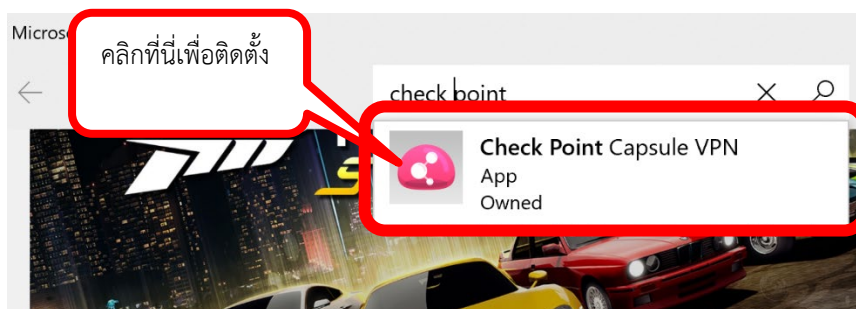 คลิกที่นี่เพื่อติดตั้ง
check point
Check Point Capsule VPN
App
Owned